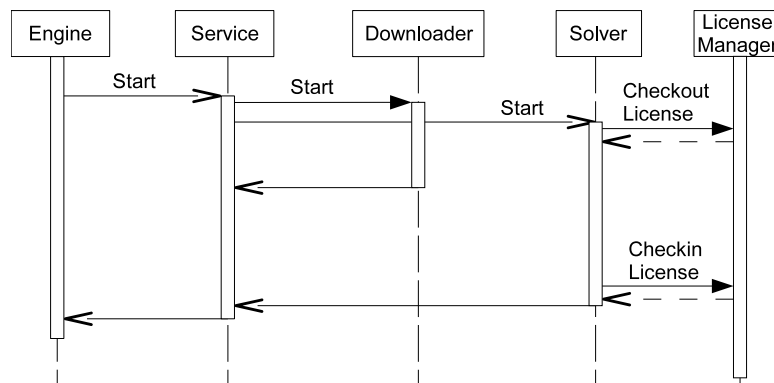 Engine
Service
Downloader
Solver
License
Manager
Start
Start
Start
Checkout
License
Checkin
License